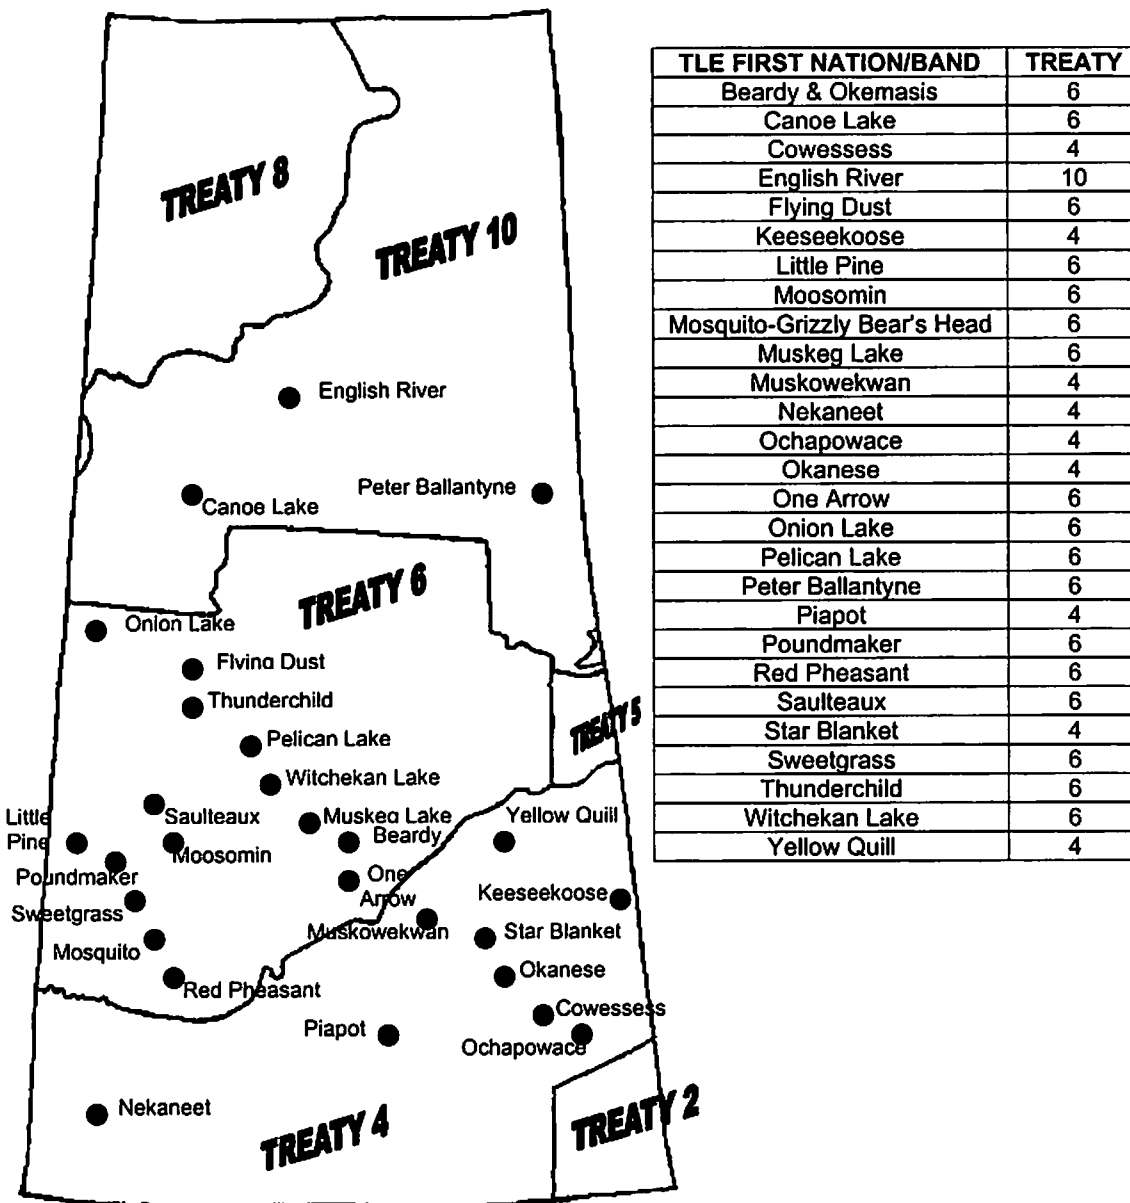 TREATY 8
TREATY 10
English River
Peter Ballantyne
Canoe Lake
TREATY 6
Onion Lake
Flying Dust
Thunderchild
TREATY 5
Pelican Lake
Witchekan Lake
Little
Pine
Saulteaux
Muskeg Lake
Yellow Quill
Beardy
Moosomin
Poundmaker
One
Arrow
Keeseekoose
Sweetgrass
Muskowekwan
Star Blanket
Mosquito
Okanese
Red Pheasant
Cowessess
Piapot
Ochapowace
Nekaneet
TREATY 4
TREATY 2
TLE FIRST NATION/BAND TREATY
Beardy & Okemasis 6
Canoe Lake 6
Cowessess 4
English River 10
Flying Dust 6
Keeseekoose 4
Little Pine 6
Moosomin 6
Mosquito-Grizzly Bear's Head 6
Muskeg Lake 6
Muskowekwan 4
Nekaneet 4
Ochapowace 4
Okanese 4
One Arrow 6
Onion Lake 6
Pelican Lake 6
Peter Ballantyne 6
Piapot 4
Poundmaker 6
Red Pheasant 6
Saulteaux 6
Star Blanket 4
Sweetgrass 6
Thunderchild 6
Witchekan Lake 6
Yellow Quill 4